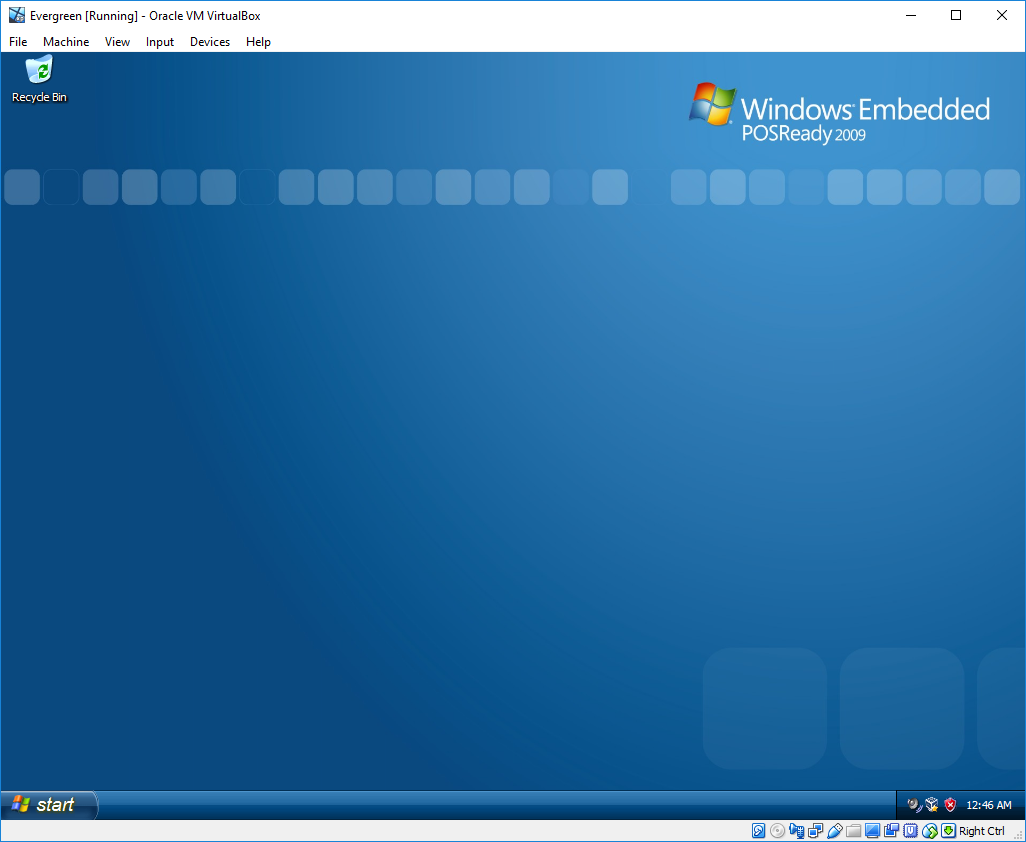 Evergreen [Running] - Oracle VM VirtualBox
File Machine View Input Devices Help
Recycle Bin
Windows Embedded
POSReady 2009
start
12:46 AM
Right Ctrl